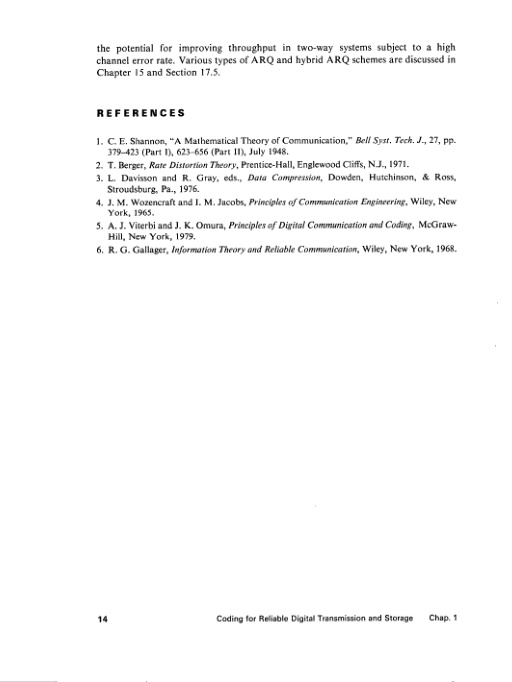 the potential for improving throughput in two-way systems subject to a high
channel error rate. Various types of ARQ and hybrid ARQ schemes are discussed in
Chapter 15 and Section 17.5.
REFERENCES
1. C. E. Shannon, "A Mathematical Theory of Communication," Bell Syst. Tech. J., 27, pp.
379–423 (Part I), 623–656 (Part II), July 1948.
2. T. Berger, Rate Distortion Theory, Prentice-Hall, Englewood Cliffs, N.J., 1971.
3. L. Davisson and R. Gray, eds., Data Compression, Dowden, Hutchinson, & Ross,
Stroudsburg, Pa., 1976.
4. J. M. Wozencraft and I. M. Jacobs, Principles of Communication Engineering, Wiley, New
York, 1965.
5. A. J. Viterbi and J. K. Omura, Principles of Digital Communication and Coding, McGraw-
Hill, New York, 1979.
6. R. G. Gallager, Information Theory and Reliable Communication, Wiley, New York, 1968.
14 Coding for Reliable Digital Transmission and Storage Chap. 1